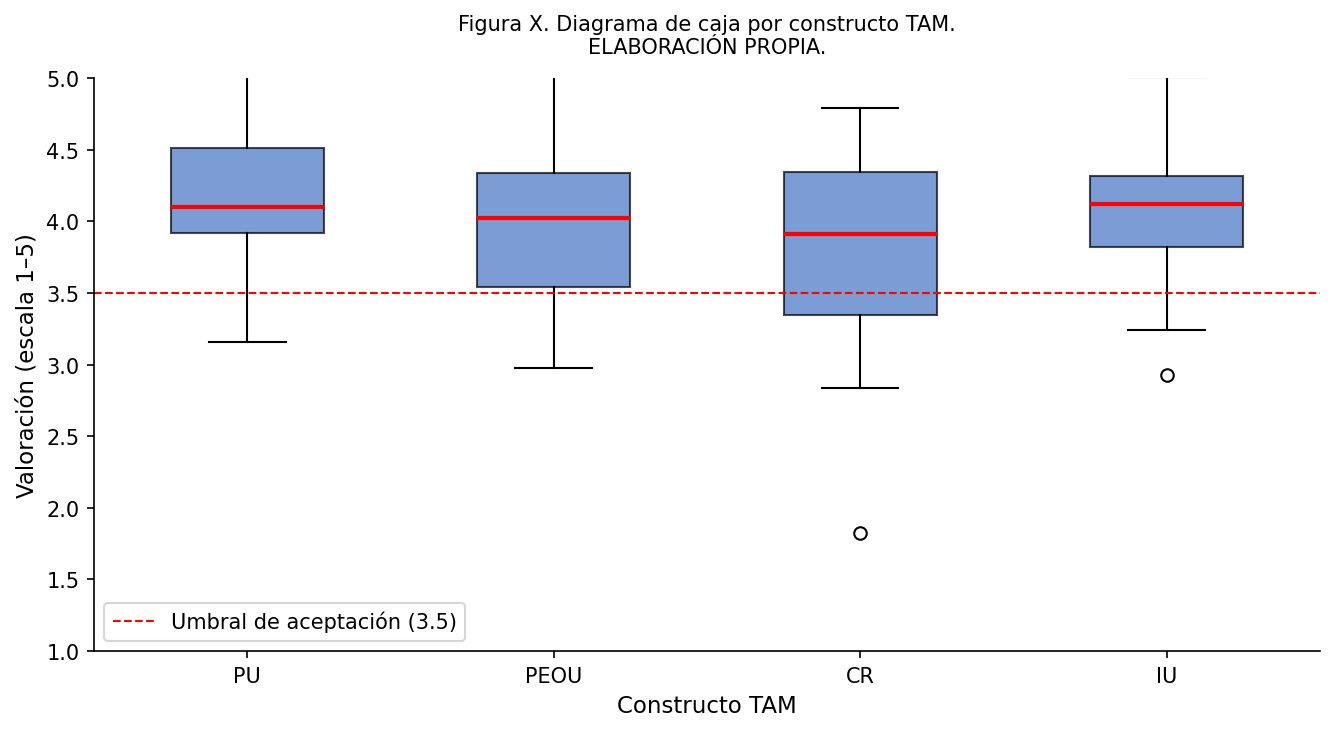 Figura X. Diagrama de caja por constructo TAM.
ELABORACIÓN PROPIA.
Valoración (escala 1–5)
5.0
4.5
4.0
3.5
3.0
2.5
2.0
1.5
1.0
Umbral de aceptación (3.5)
PU
PEOU
CR
IU
Constructo TAM